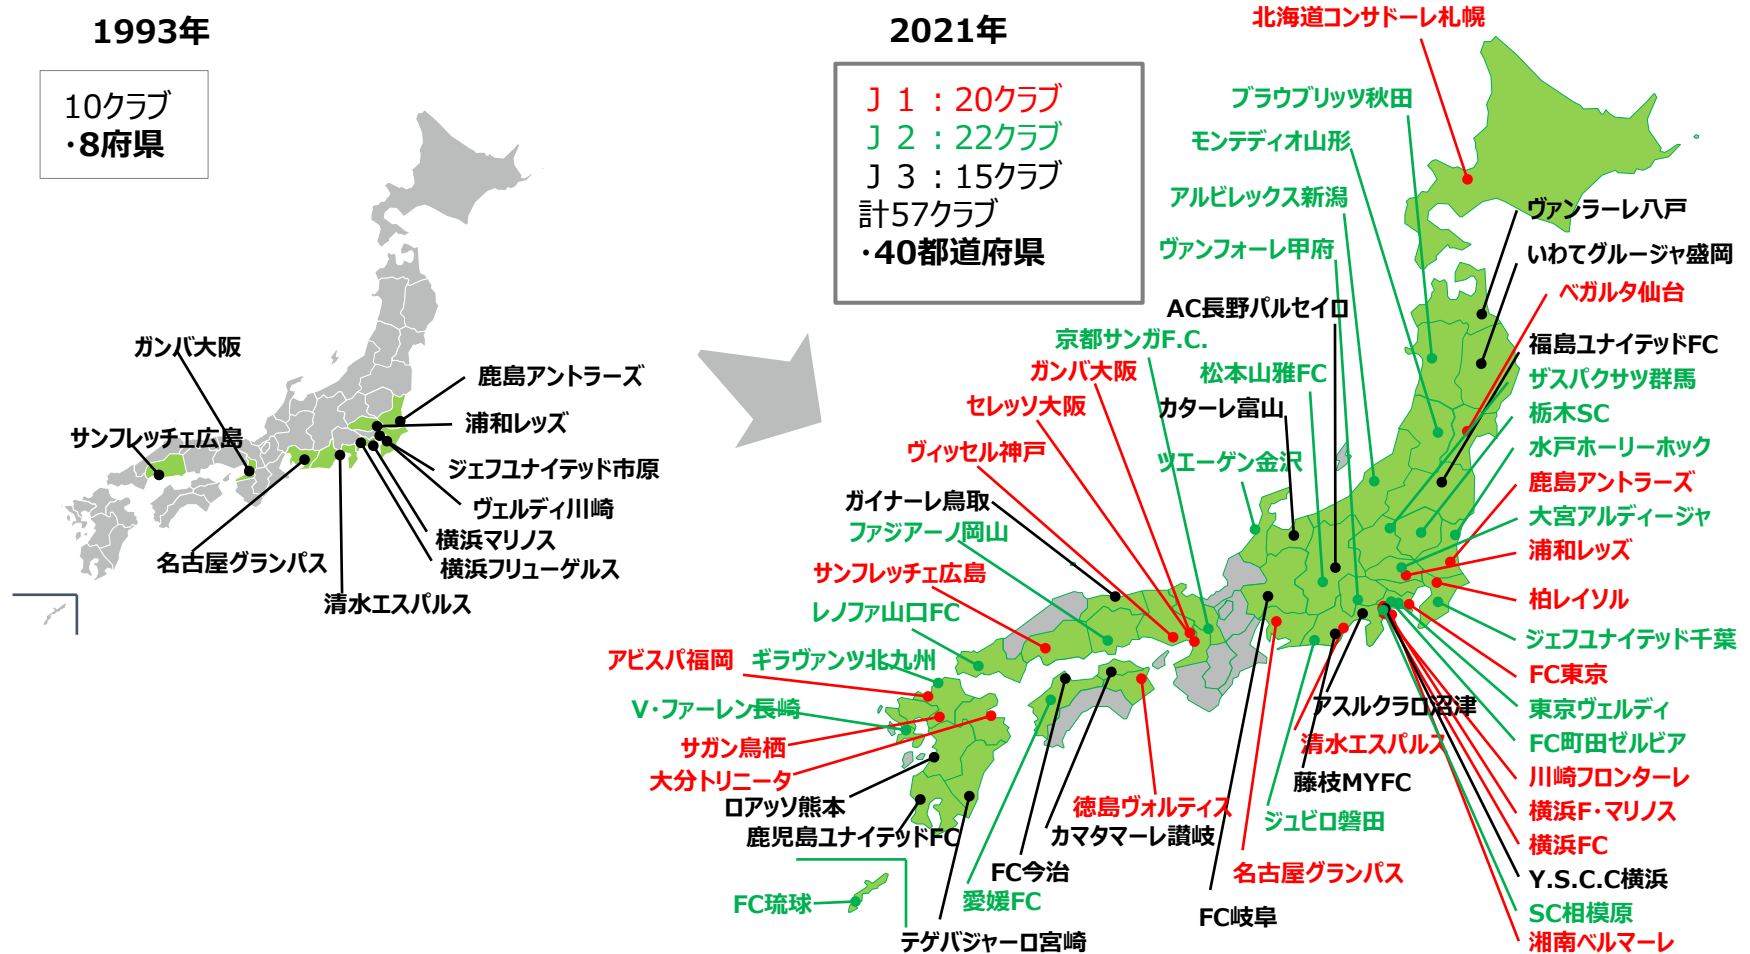 1993年
10クラブ
・8府県
ガンバ大阪
鹿島アントラーズ
浦和レッズ
サンフレッチェ広島
ジェフユナイテッド市原
ヴェルディ川崎
横浜マリノス
名古屋グランパス
横浜フリューゲルス
清水エスパルス
2021年
J 1 ：20クラブ
J 2 ：22クラブ
J 3 ：15クラブ
計57クラブ
・40都道府県
北海道コンサドーレ札幌
ブラウブリッツ秋田
モンテディオ山形
アルビレックス新潟
ヴァンフォーレ甲府
AC長野パルセイロ
京都サンガF.C.
ガンバ大阪
松本山雅FC
セレッソ大阪
カターレ富山
ヴィッセル神戸
ツエーゲン金沢
ガイナーレ鳥取
ファジアーノ岡山
サンフレッチェ広島
レノファ山口FC
アビスパ福岡
ギラヴァンツ北九州
V・ファーレン長崎
サガン鳥栖
大分トリニータ
ロアッソ熊本
鹿児島ユナイテッドFC
FC琉球
テゲバジャーロ宮崎
FC今治
愛媛FC
カマタマーレ讃岐
徳島ヴォルティス
FC岐阜
名古屋グランパス
ジュビロ磐田
藤枝MYFC
清水エスパルス
アスルクラロ沼津
ヴァンラーレ八戸
いわてグルージャ盛岡
ベガルタ仙台
福島ユナイテッドFC
ザスパクサツ群馬
栃木SC
水戸ホーリーホック
鹿島アントラーズ
大宮アルディージャ
浦和レッズ
柏レイソル
ジェフユナイテッド千葉
FC東京
東京ヴェルディ
FC町田ゼルビア
川崎フロンターレ
横浜F・マリノス
横浜FC
Y.S.C.C横浜
SC相模原
湘南ベルマーレ